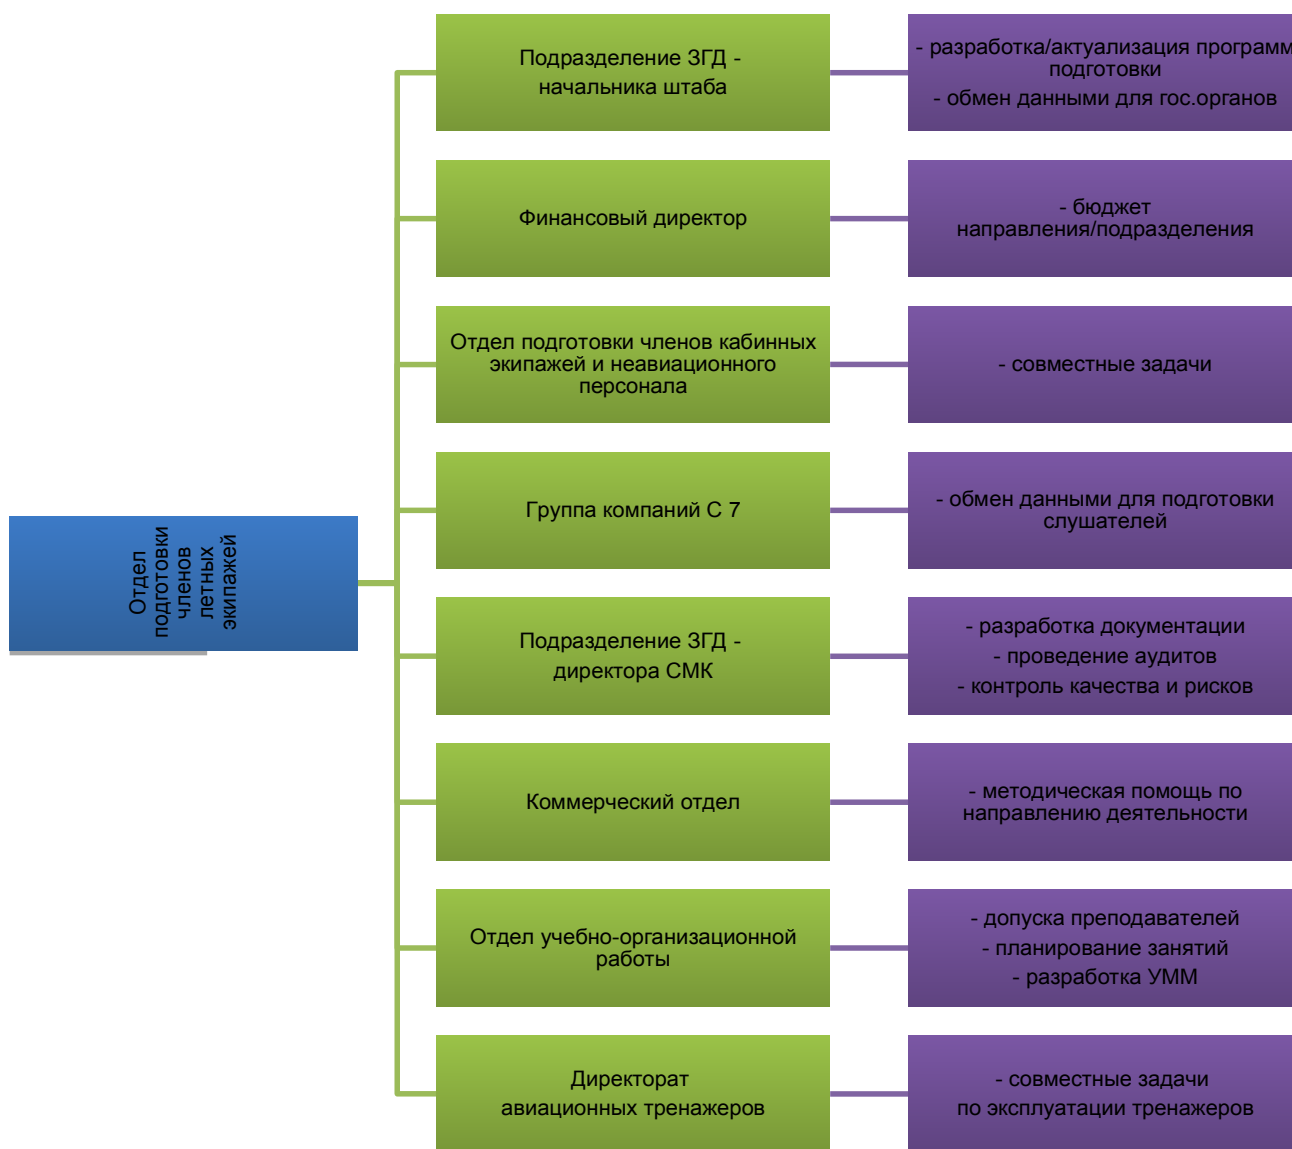 Отдел
подготовки
членов
летных
экипажей
Подразделение ЗГД -
начальника штаба
- разработка/актуализация программ
подготовки
- обмен данными для гос.органов
Финансовый директор
- бюджет
направления/подразделения
Отдел подготовки членов кабинных
экипажей и неавиационного
персонала
- совместные задачи
Группа компаний С 7
- обмен данными для подготовки
слушателей
Подразделение ЗГД -
директора СМК
- разработка документации
- проведение аудитов
- контроль качества и рисков
Коммерческий отдел
- методическая помощь по
направлению деятельности
Отдел учебно-организационной
работы
- допуска преподавателей
- планирование занятий
- разработка УММ
Директорат
авиационных тренажеров
- совместные задачи
по эксплуатации тренажеров